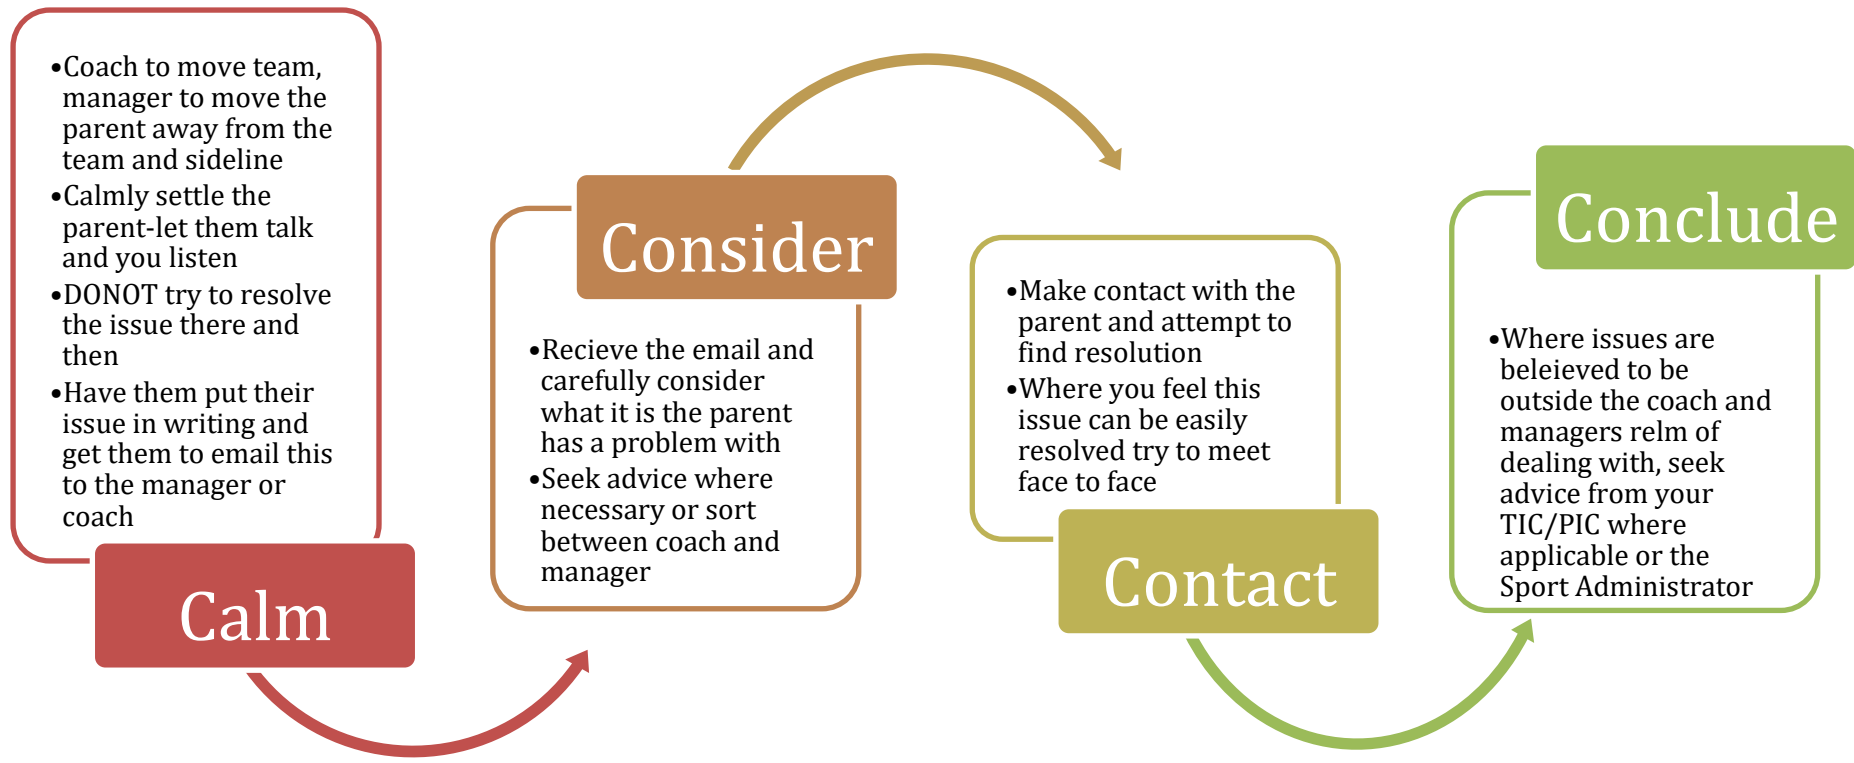 •Coach to move team,
manager to move the
parent away from the
team and sideline
•Calmly settle the
parent-let them talk
and you listen
•DONOT try to resolve
the issue there and
then
•Have them put their
issue in writing and
get them to email this
to the manager or
coach
Calm
Consider
•Recieve the email and
carefully consider
what it is the parent
has a problem with
•Seek advice where
necessary or sort
between coach and
manager
•Make contact with the
parent and attempt to
find resolution
•Where you feel this
issue can be easily
resolved try to meet
face to face
Contact
Conclude
•Where issues are
beleieved to be
outside the coach and
managers relm of
dealing with, seek
advice from your
TIC/PIC where
applicable or the
Sport Administrator